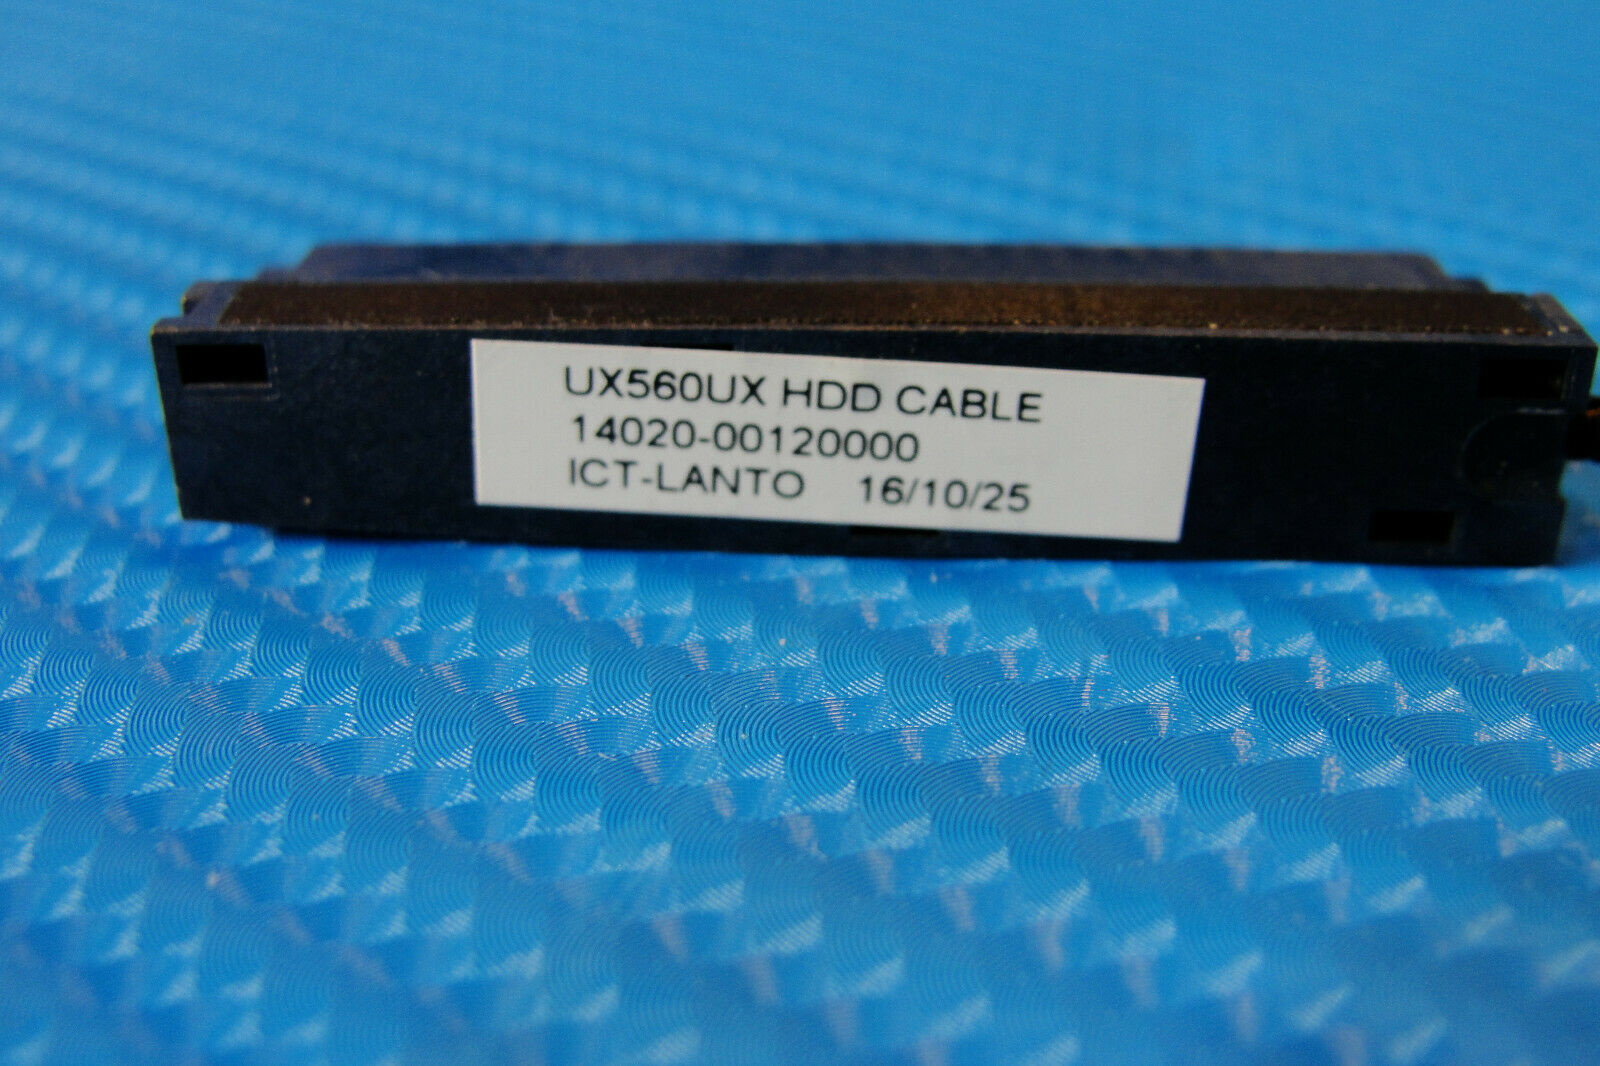 UX560UX HDD CABLE
14020-00120000
ICT-LANTO 16/10/25